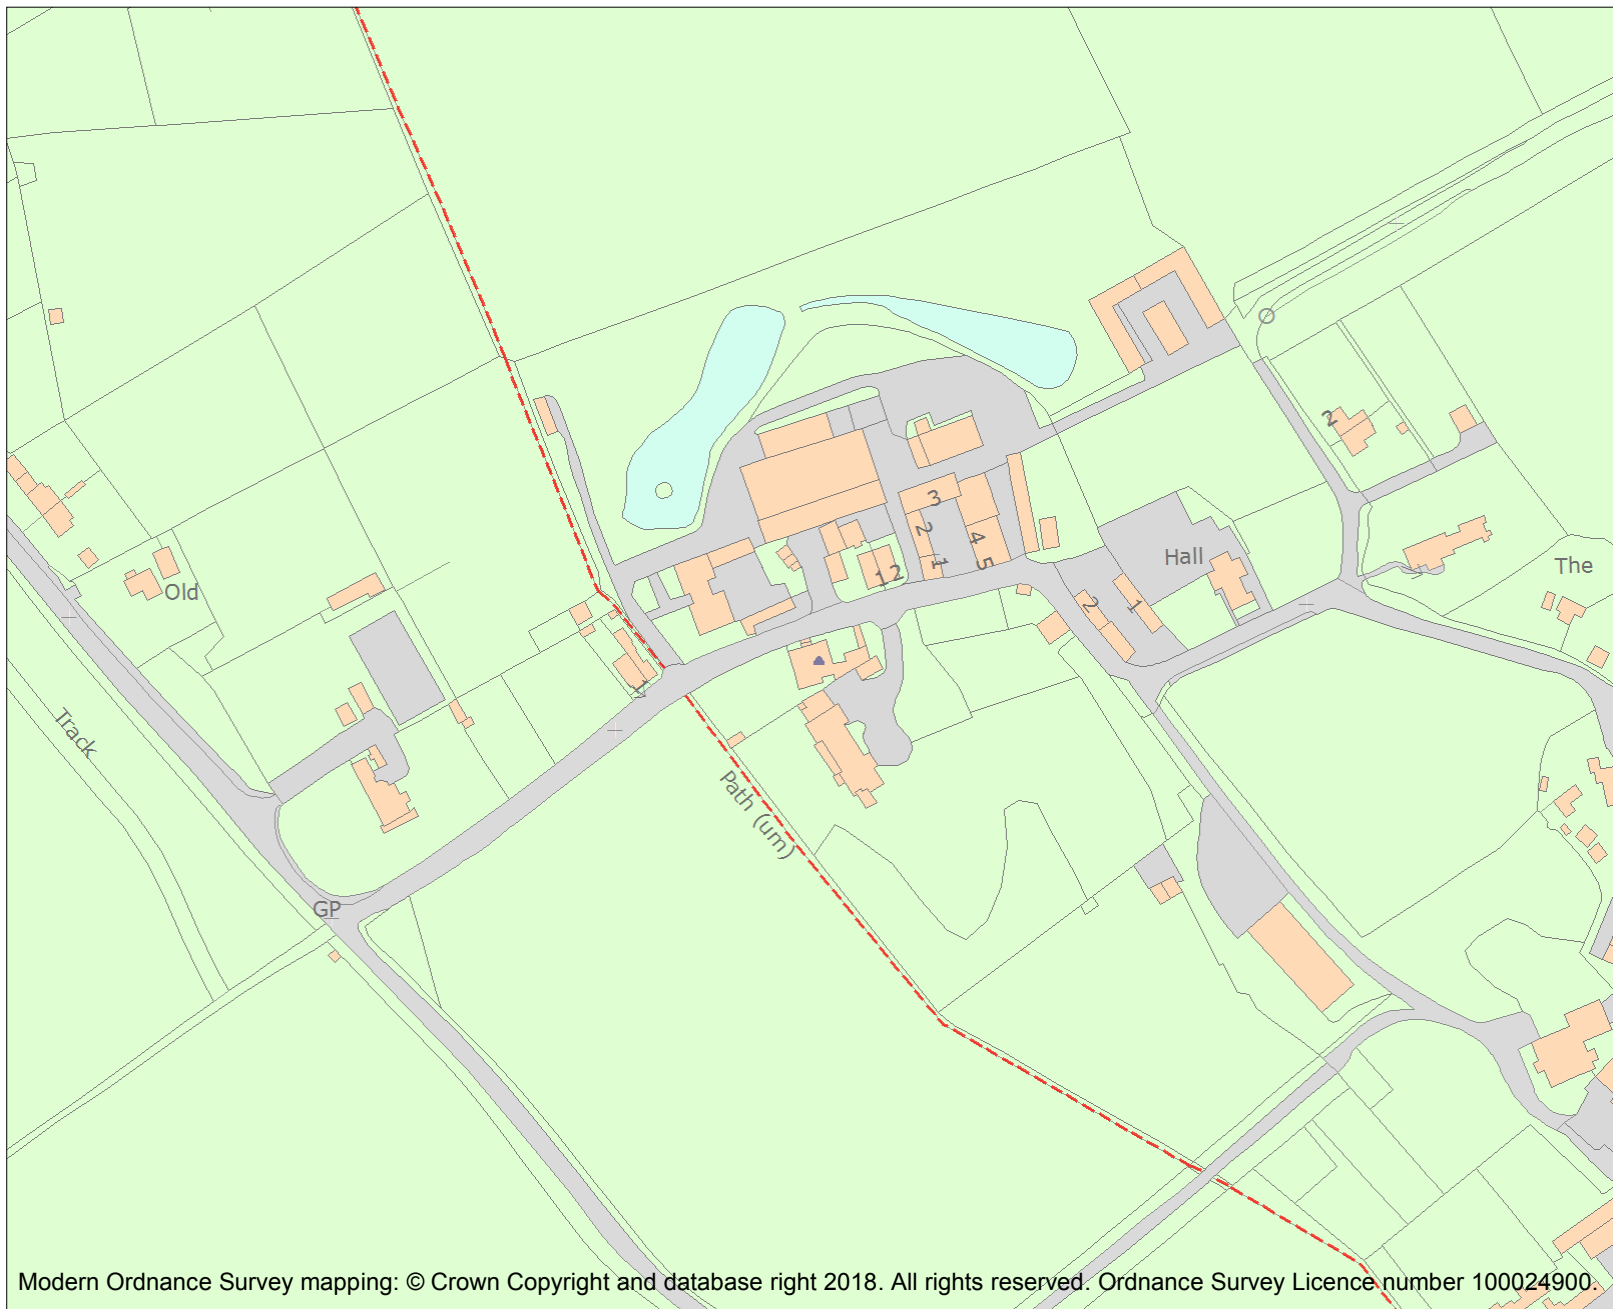 2
3
2
4
1
5
Hall
The
1 2
Old
2
1
1
Track
Path (um)
GP
Modern Ordnance Survey mapping: © Crown Copyright and database right 2018. All rights reserved. Ordnance Survey Licence number 100024900.